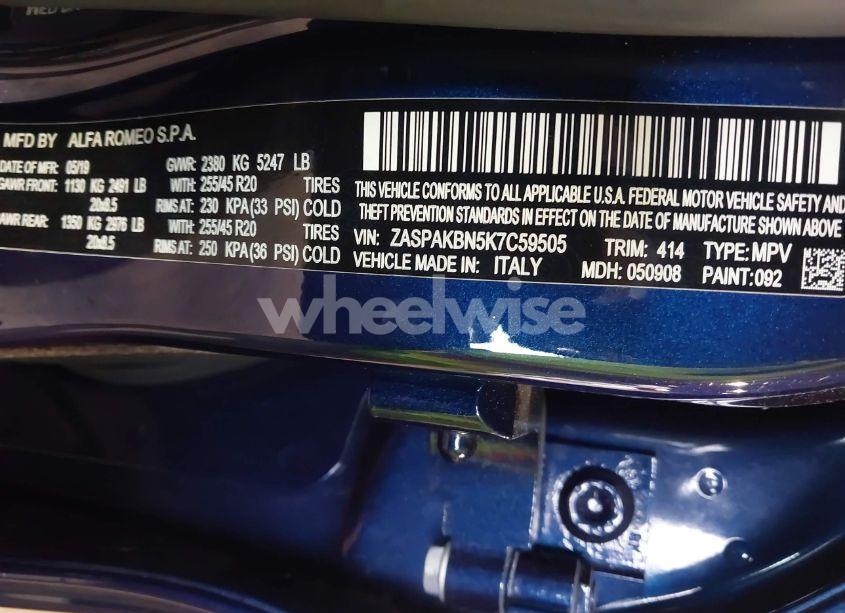 MFD BY ALFA ROMEO S.P.A.
DATE OF MFR: 05/19 GVWR: 2380 KG 5247 LB
GAWR FRONT: 1130 KG 2491 LB WITH: 255/45 R20 TIRES
20x8.5 RIMS AT: 230 KPA(33 PSI) COLD
GAWR REAR: 1350 KG 2976 LB WITH: 255/45 R20 TIRES
20x8.5 RIMS AT: 250 KPA(36 PSI) COLD
THIS VEHICLE CONFORMS TO ALL APPLICABLE U.S.A. FEDERAL MOTOR VEHICLE SAFETY AND
THEFT PREVENTION STANDARDS IN EFFECT ON THE DATE OF MANUFACTURE SHOWN ABOVE
VIN: ZASPAKBN5K7C59505 TRIM: 414 TYPE: MPV
VEHICLE MADE IN: ITALY MDH: 050908 PAINT: 092
wheelwise